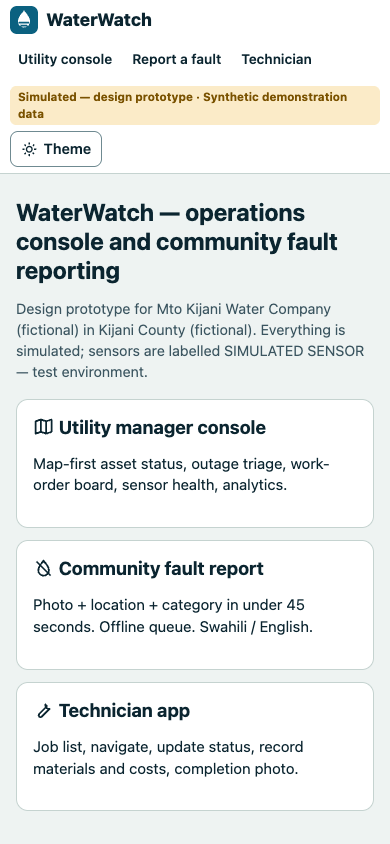 WaterWatch
Utility console Report a fault Technician
Simulated — design prototype · Synthetic demonstration
data
Theme
WaterWatch — operations
console and community fault
reporting
Design prototype for Mto Kijani Water Company
(fictional) in Kijani County (fictional). Everything is
simulated; sensors are labelled SIMULATED SENSOR
— test environment.
Utility manager console
Map-first asset status, outage triage, work-
order board, sensor health, analytics.
Community fault report
Photo + location + category in under 45
seconds. Offline queue. Swahili / English.
Technician app
Job list, navigate, update status, record
materials and costs, completion photo.